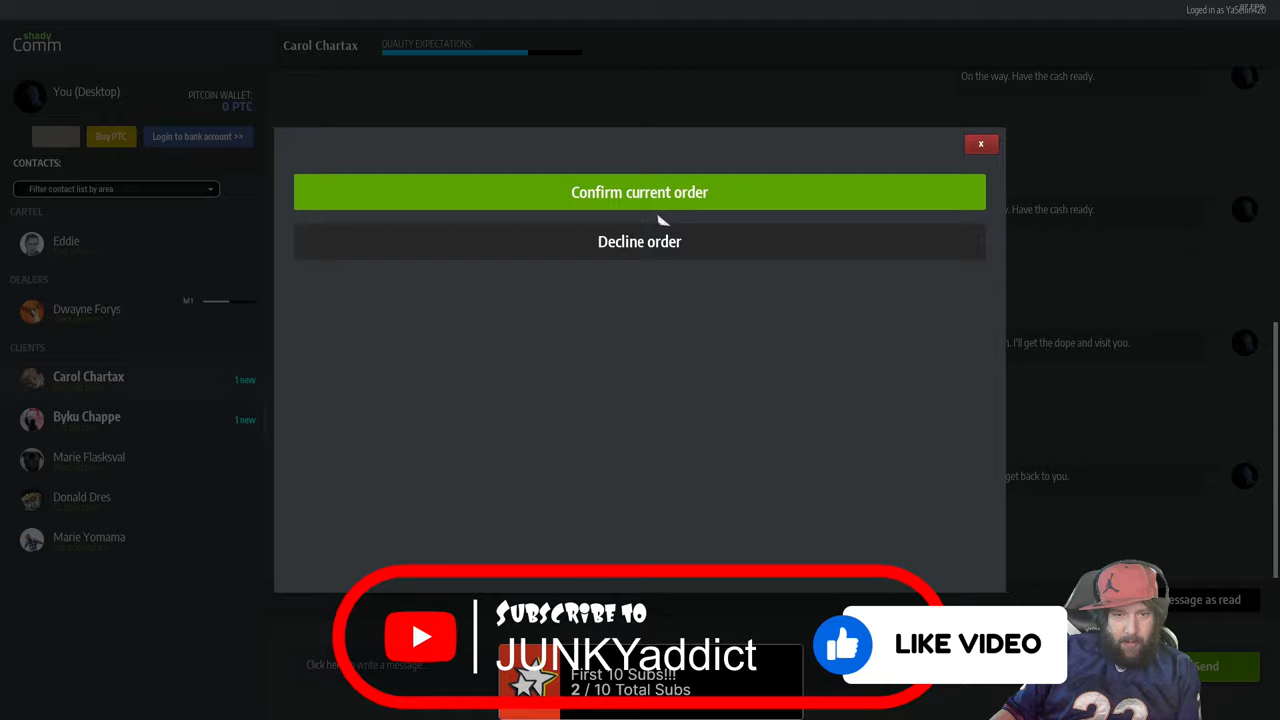 Loged in as YaSellin420
shady
Comm
Carol Chartax
QUALITY EXPECTATIONS:
On the way. Have the cash ready.
You (Desktop)
PITCOIN WALLET:
0 PTC
Buy PTC
Login to bank account >>
x
CONTACTS:
Filter contact list by area
Confirm current order
CARTEL
. Have the cash ready.
Eddie
Decline order
DEALERS
Dwayne Forys
M1
. I'll get the dope and visit you.
CLIENTS
Carol Chartax
1 new
Byku Chappe
1 new
Marie Flasksval
get back to you.
Donald Dres
Marie Yomama
message as read
SUBSCRIBE TO
JUNKYaddict
LIKE VIDEO
Click here to write a message...
Send
First 10 Subs!!!
2 / 10 Total Subs